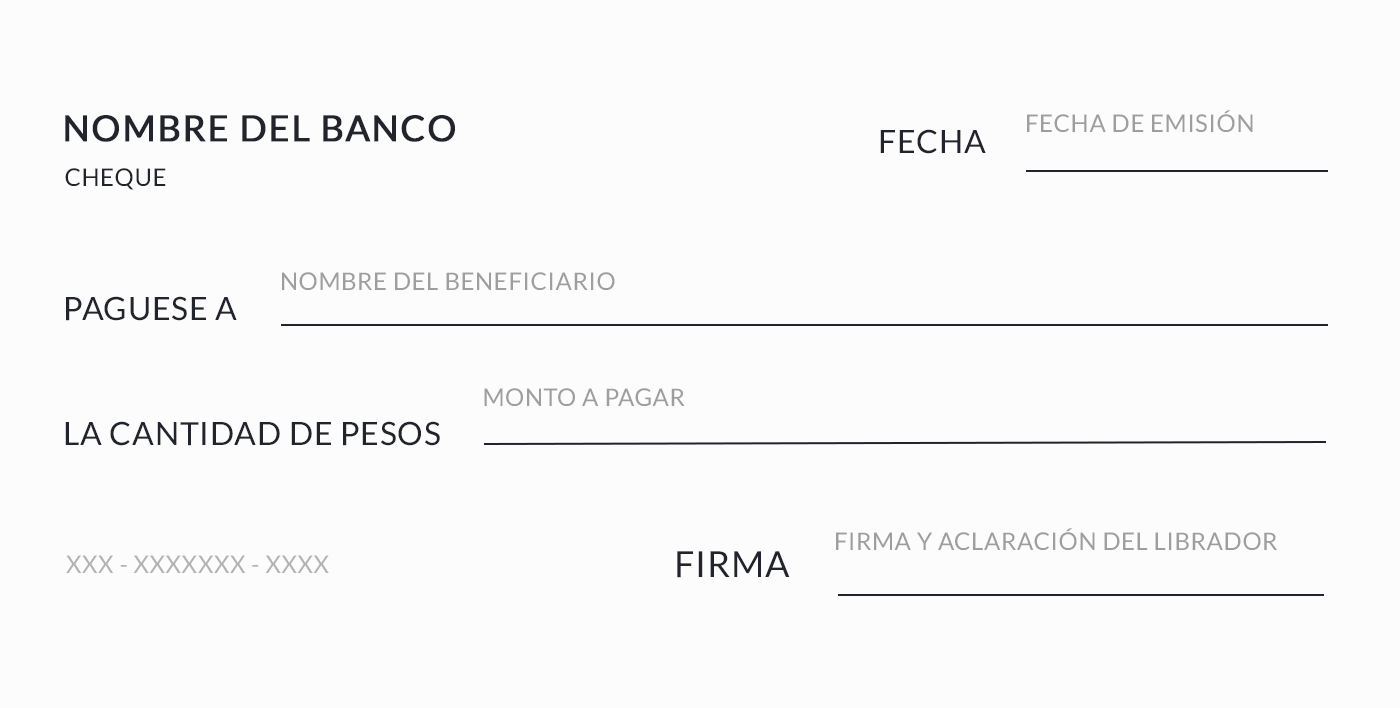 NOMBRE DEL BANCO
CHEQUE
FECHA
FECHA DE EMISIÓN
PAGUESE A
NOMBRE DEL BENEFICIARIO
LA CANTIDAD DE PESOS
MONTO A PAGAR
XXX - XXXXXXX - XXXX
FIRMA
FIRMA Y ACLARACIÓN DEL LIBRADOR